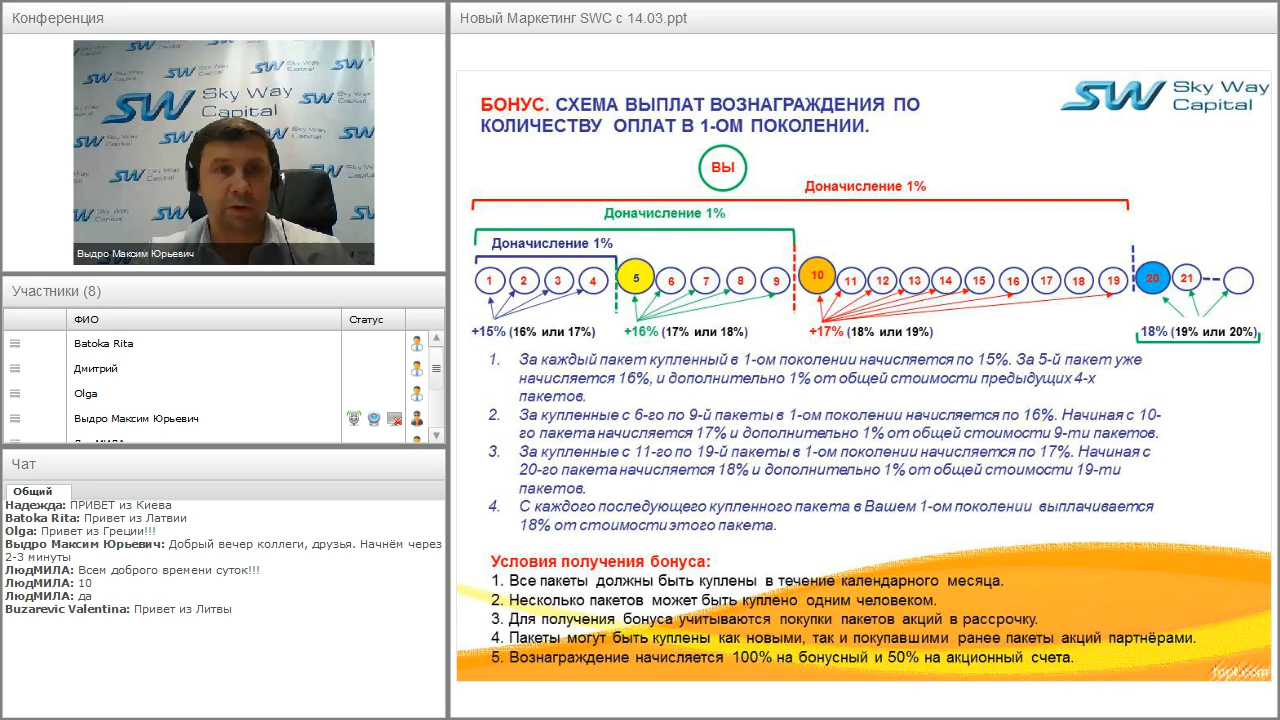 Конференция
SW Sky Way Capital
Выдро Максим Юрьевич
Участники (8)
ФИО
Статус
Batoka Rita
Дмитрий
Olga
Выдро Максим Юрьевич
Чат
Общий
Надежда: ПРИВЕТ из Киева
Batoka Rita: Привет из Латвии
Olga: Привет из Греции!!!
Выдро Максим Юрьевич: Добрый вечер коллеги, друзья. Начнём через
2-3 минуты
ЛюдМИЛА: Всем доброго времени суток!!!
ЛюдМИЛА: 10
ЛюдМИЛА: да
Buzarevic Valentina: Привет из Литвы
Новый Маркетинг SWC с 14.03.ppt
БОНУС. СХЕМА ВЫПЛАТ ВОЗНАГРАЖДЕНИЯ ПО
КОЛИЧЕСТВУ ОПЛАТ В 1-ОМ ПОКОЛЕНИИ.
SW Sky Way
Capital
ВЫ
Доначисление 1%
Доначисление 1%
Доначисление 1%
1 2 3 4 5 6 7 8 9 10 11 12 13 14 15 16 17 18 19 20 21
+15% (16% или 17%) +16% (17% или 18%) +17% (18% или 19%) 18% (19% или 20%)
1. За каждый пакет купленный в 1-ом поколении начисляется по 15%. За 5-й пакет уже
начисляется 16%, и дополнительно 1% от общей стоимости предыдущих 4-х
пакетов.
2. За купленные с 6-го по 9-й пакеты в 1-ом поколении начисляется по 16%. Начиная с 10-
го пакета начисляется 17% и дополнительно 1% от общей стоимости 9-ти пакетов.
3. За купленные с 11-го по 19-й пакеты в 1-ом поколении начисляется по 17%. Начиная с
20-го пакета начисляется 18% и дополнительно 1% от общей стоимости 19-ти
пакетов.
4. С каждого последующего купленного пакета в Вашем 1-ом поколении выплачивается
18% от стоимости этого пакета.
Условия получения бонуса:
1. Все пакеты должны быть куплены в течение календарного месяца.
2. Несколько пакетов может быть куплено одним человеком.
3. Для получения бонуса учитываются покупки пакетов акций в рассрочку.
4. Пакеты могут быть куплены как новыми, так и покупавшими ранее пакеты акций партнёрами.
5. Вознаграждение начисляется 100% на бонусный и 50% на акционный счета.
fppt.com